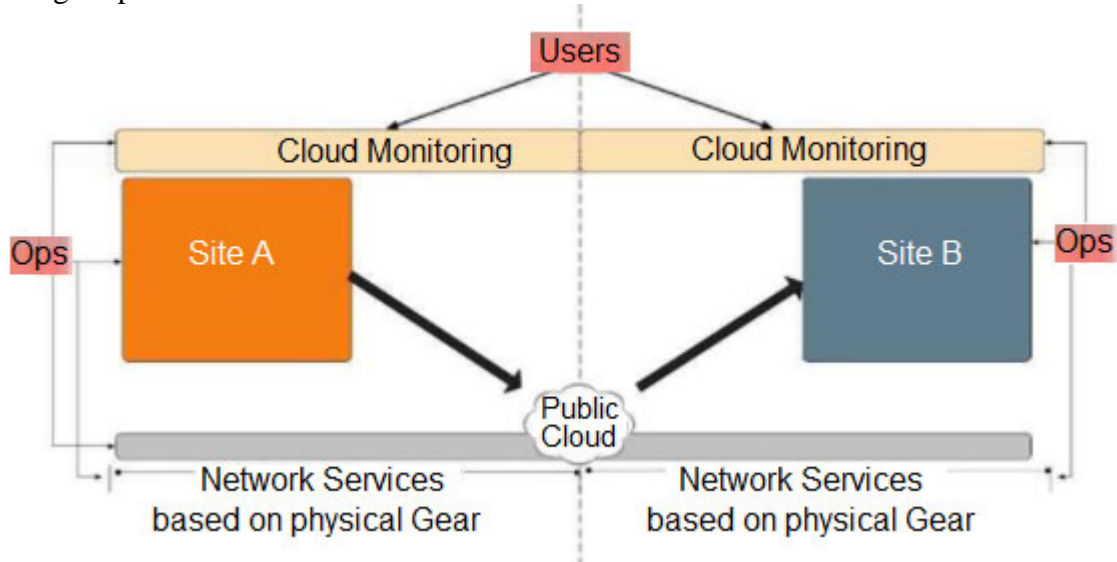 Users
Cloud Monitoring
Cloud Monitoring
Ops
Site A
Site B
Ops
Public
Cloud
Network Services
based on physical Gear
Network Services
based on physical Gear